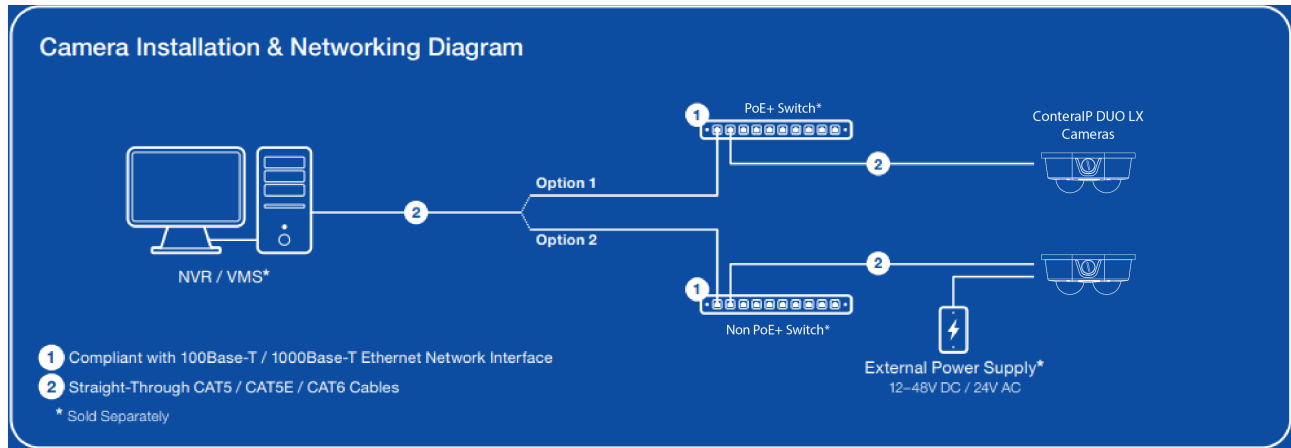 Camera Installation & Networking Diagram
1
PoE+ Switch*
ConteraIP DUO LX
Cameras
2
Option 1
2
Option 2
NVR / VMS*
2
1
Non PoE+ Switch*
External Power Supply*
12–48V DC / 24V AC
1 Compliant with 100Base-T / 1000Base-T Ethernet Network Interface
2 Straight-Through CAT5 / CAT5E / CAT6 Cables
* Sold Separately